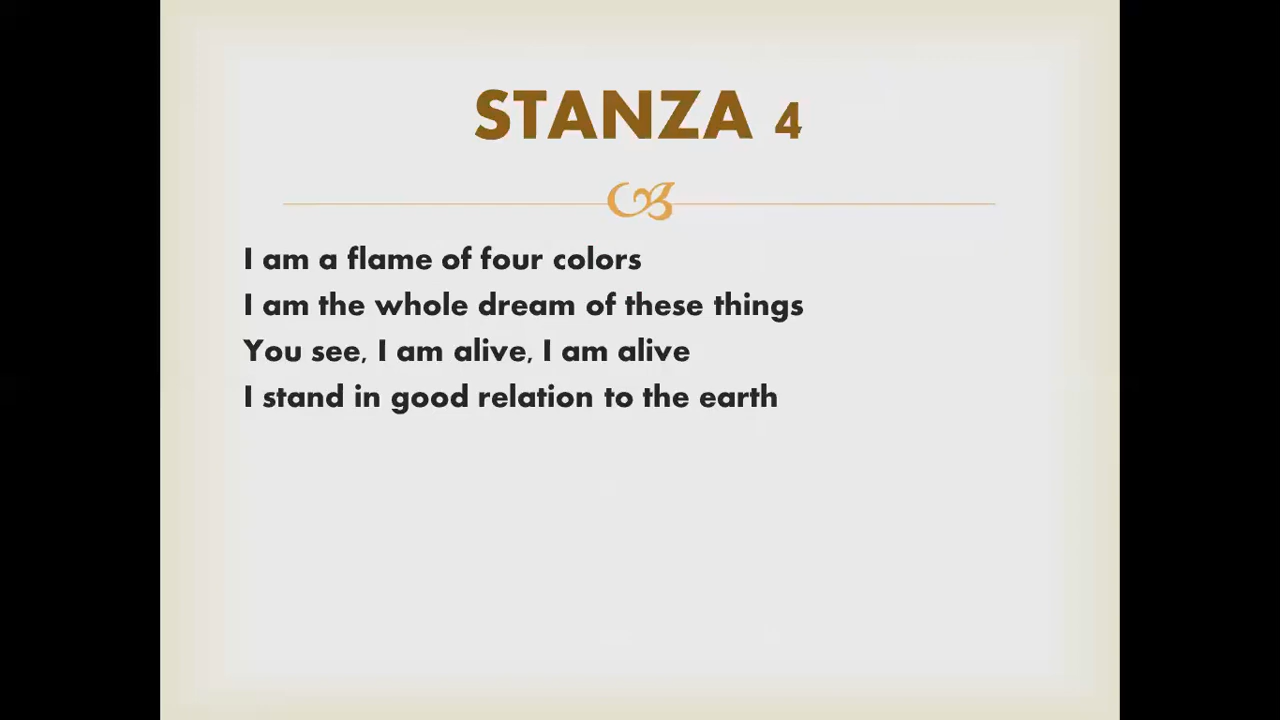 STANZA 4
I am a flame of four colors
I am the whole dream of these things
You see, I am alive, I am alive
I stand in good relation to the earth